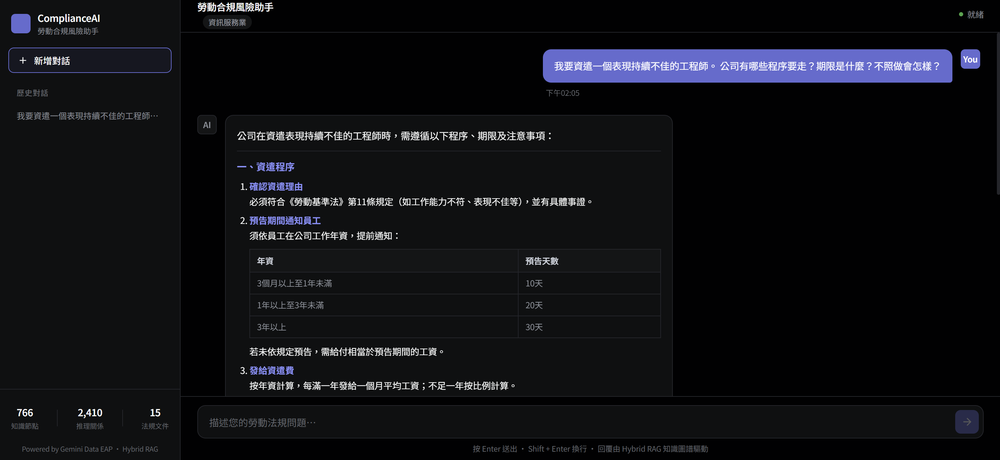 ComplianceAI
勞動合規風險助手
+ 新增對話
歷史對話
我要資遣一個表現持續不佳的工程師…
766
知識節點
2,410
推理關係
15
法規文件
Powered by Gemini Data EAP · Hybrid RAG
勞動合規風險助手
資訊服務業
就緒
我要資遣一個表現持續不佳的工程師。 公司有哪些程序要走？期限是什麼？不照做會怎樣？
You
下午02:05
AI
公司在資遣表現持續不佳的工程師時，需遵循以下程序、期限及注意事項：
一、資遣程序
1. 確認資遣理由
必須符合《勞動基準法》第11條規定（如工作能力不符、表現不佳等），並有具體事證。
2. 預告期間通知員工
須依員工在公司工作年資，提前通知：
年資 預告天數
3個月以上至1年未滿 10天
1年以上至3年未滿 20天
3年以上 30天
若未依規定預告，需給付相當於預告期間的工資。
3. 發給資遣費
按年資計算，每滿一年發給一個月平均工資；不足一年按比例計算。
描述您的勞動法規問題…
按 Enter 送出 · Shift + Enter 換行 · 回覆由 Hybrid RAG 知識圖譜驅動